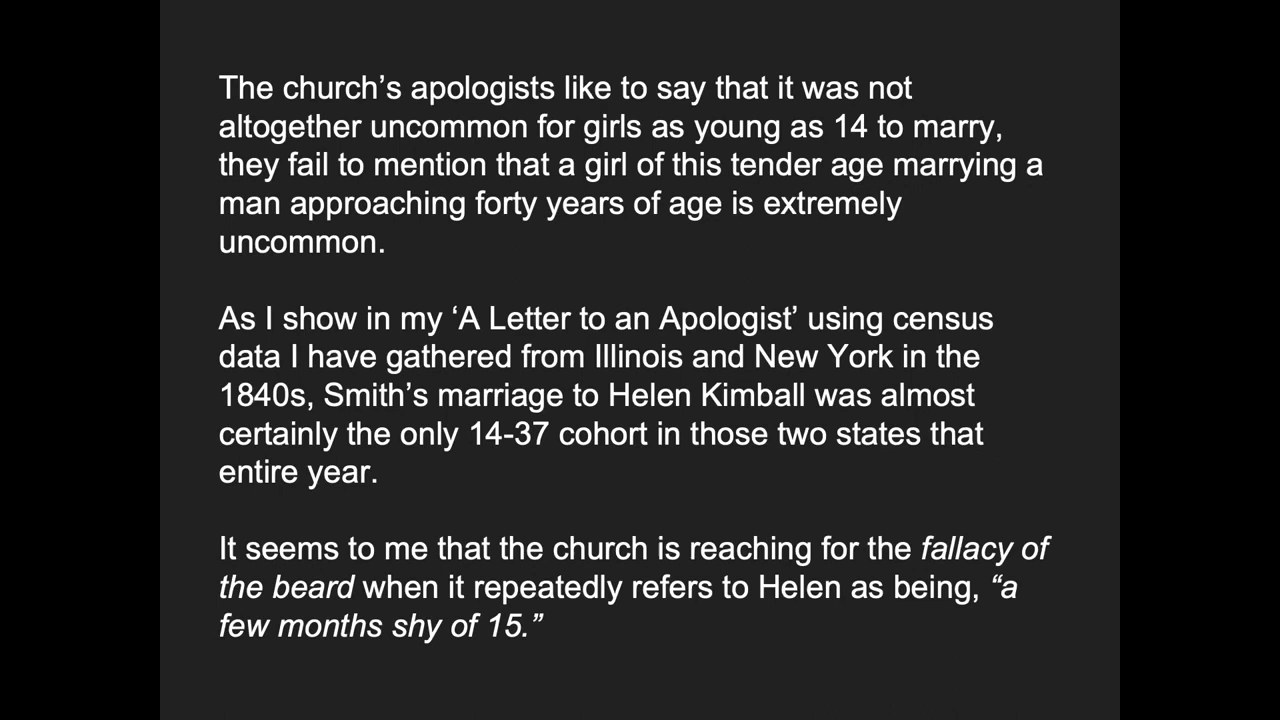 The church’s apologists like to say that it was not
altogether uncommon for girls as young as 14 to marry,
they fail to mention that a girl of this tender age marrying a
man approaching forty years of age is extremely
uncommon.
As I show in my ‘A Letter to an Apologist’ using census
data I have gathered from Illinois and New York in the
1840s, Smith’s marriage to Helen Kimball was almost
certainly the only 14-37 cohort in those two states that
entire year.
It seems to me that the church is reaching for the fallacy of
the beard when it repeatedly refers to Helen as being, “a
few months shy of 15.”